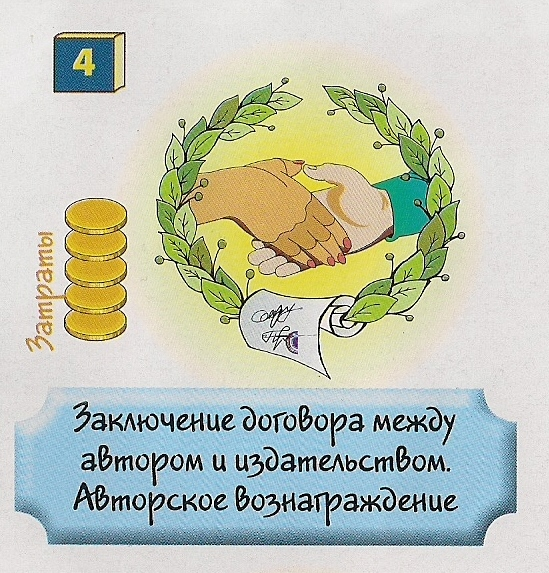 4
Затраты
Заключение договора между
автором и издательством.
Авторское вознаграждение